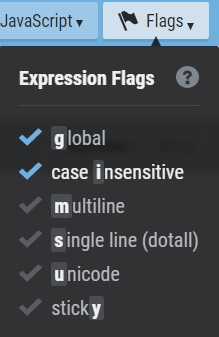 JavaScript Flags
Expression Flags ?
global
case insensitive
multiline
single line (dotall)
unicode
sticky